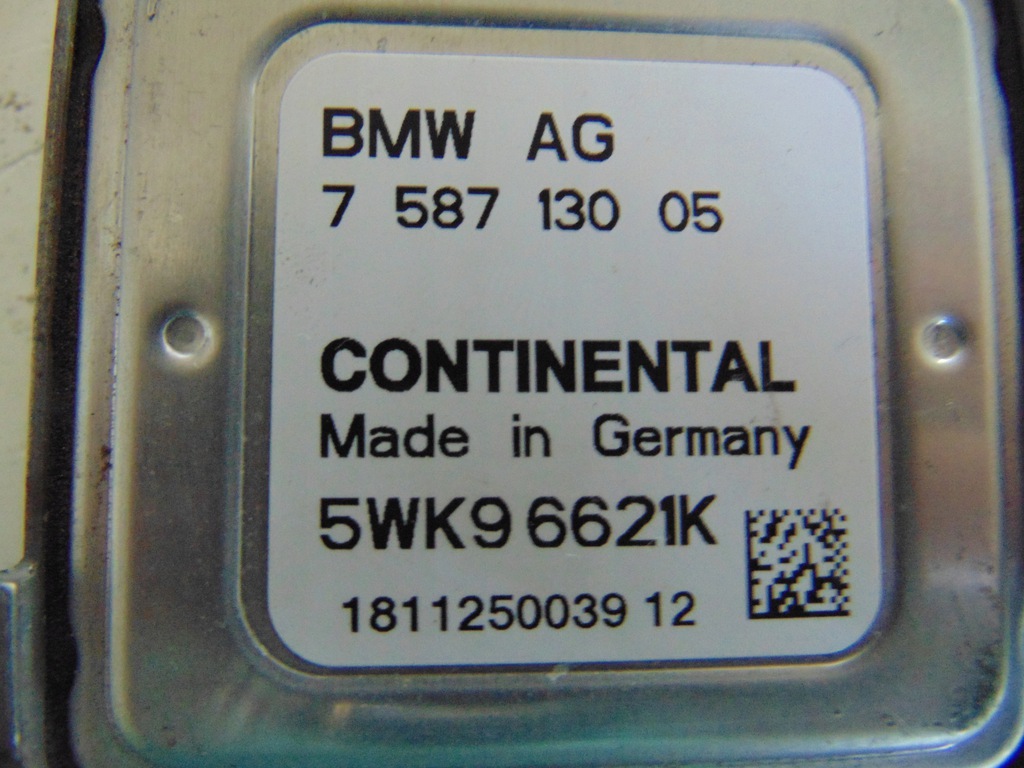 BMW AG
7 587 130 05
CONTINENTAL
Made in Germany
5WK9 6621K
1811250039 12